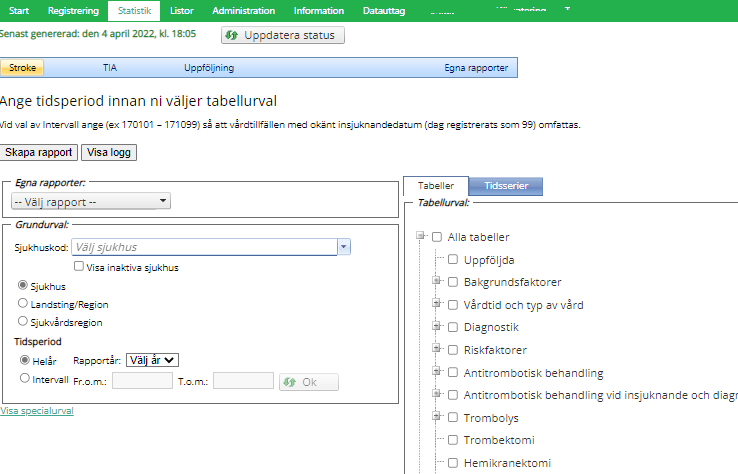 Start Registrering Statistik Listor Administration Information Datauttag
Senast genererad: den 4 april 2022, kl. 18:05 Uppdatera status
Stroke TIA Uppföljning Egna rapporter
Ange tidsperiod innan ni väljer tabellurval
Vid val av Intervall ange (ex 170101 – 171099) så att vårdtillfällen med okänt insjuknandedatum (dag registrerats som 99) omfattas.
Skapa rapport Visa logg
Egna rapporter:
-- Välj rapport --
Grundurval:
Sjukhuskod: Välj sjukhus
Visa inaktiva sjukhus
Sjukhus
Landsting/Region
Sjukvårdsregion
Tidsperiod
Helår Rapportår: Välj år
Intervall Fr.o.m.: T.o.m.: Ok
Visa specialurval
Tabeller Tidsserier
Tabellurval:
Alla tabeller
Uppföljda
Bakgrundsfaktorer
Vårdtid och typ av vård
Diagnostik
Riskfaktorer
Antitrombotisk behandling
Antitrombotisk behandling vid insjuknande och diagn
Trombolys
Trombektomi
Hemikranektomi